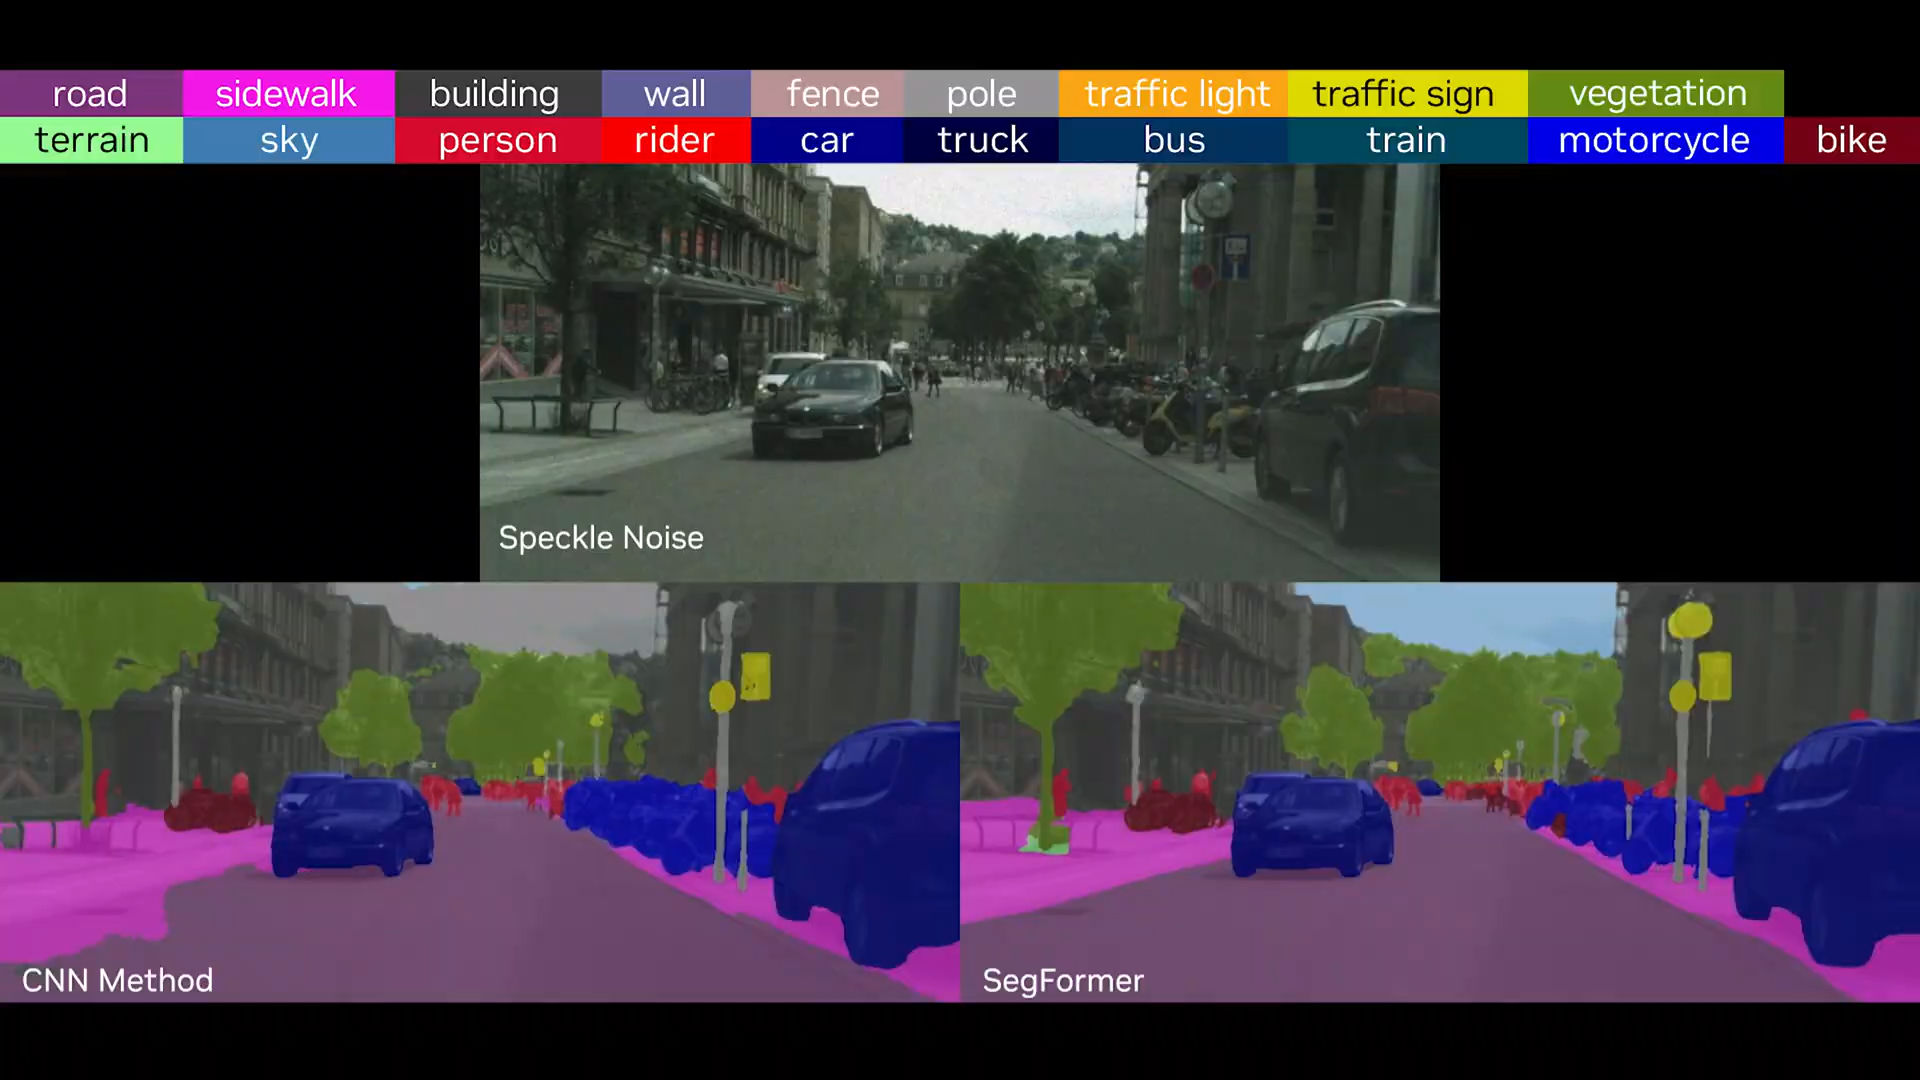 road sidewalk building wall fence pole traffic light traffic sign vegetation
terrain sky person rider car truck bus train motorcycle bike
Speckle Noise
CNN Method
SegFormer